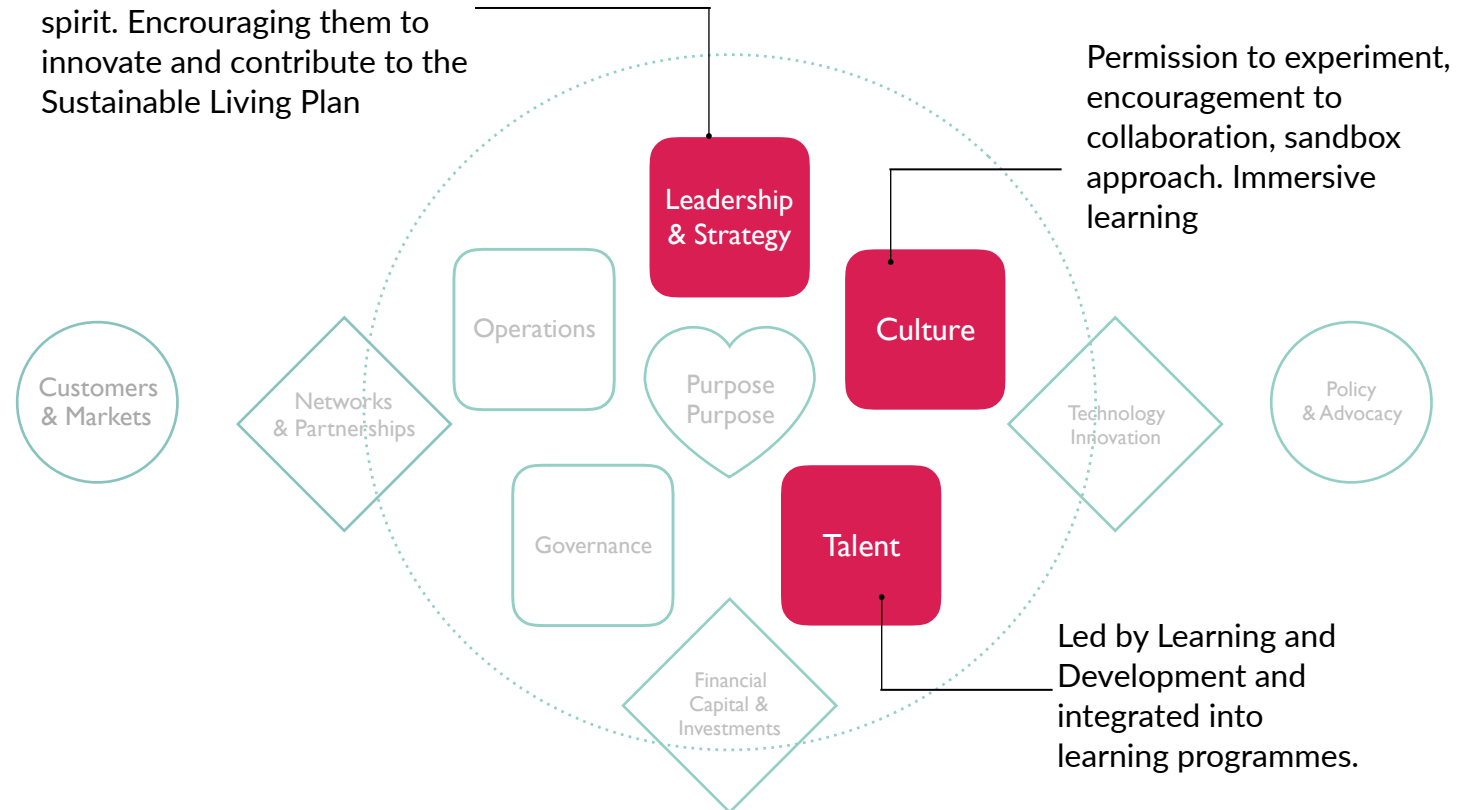 spirit. Encrouraging them to
innovate and contribute to the
Sustainable Living Plan
Permission to experiment,
encouragement to
collaboration, sandbox
approach. Immersive
learning
Leadership
& Strategy
Operations
Culture
Purpose
Purpose
Customers
& Markets
Networks
& Partnerships
Technology
Innovation
Policy
& Advocacy
Governance
Talent
Financial
Capital &
Investments
Led by Learning and
Development and
integrated into
learning programmes.